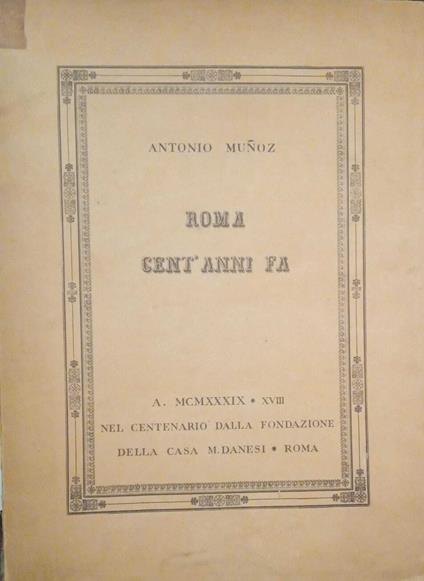 ANTONIO MUÑOZ
ROMA
CENT'ANNI FA
A. MCMXXXIX * XVIII
NEL CENTENARIO DALLA FONDAZIONE
DELLA CASA M. DANESI * ROMA